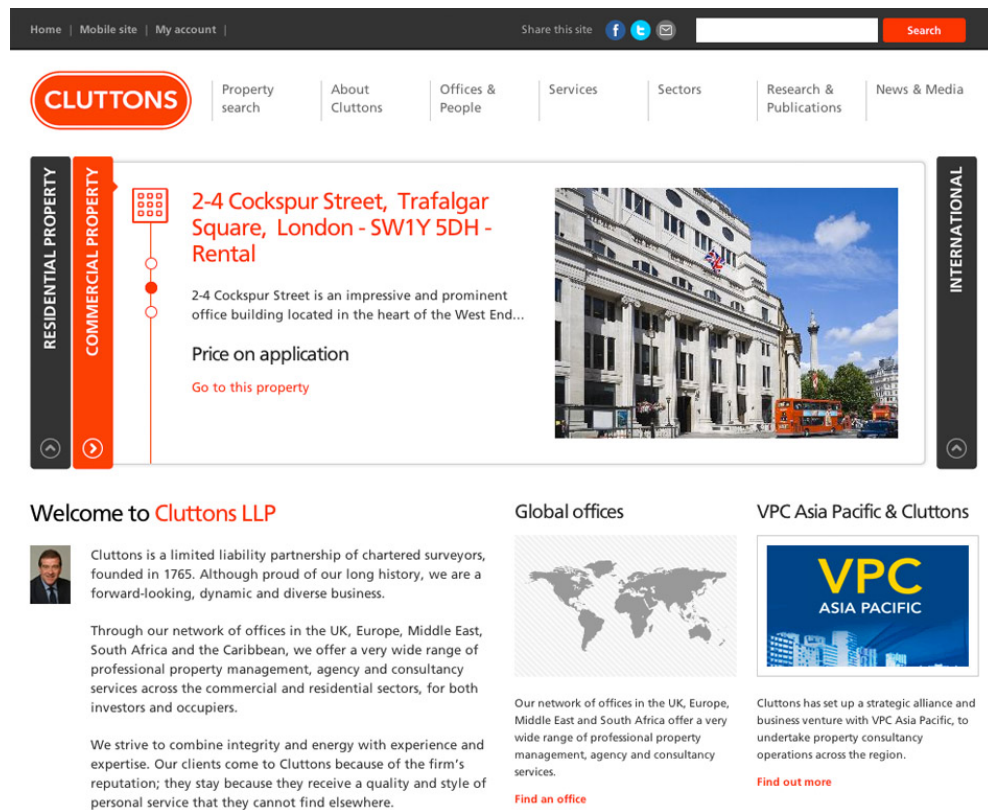 Home | Mobile site | My account |
Share this site
Search
CLUTTONS
Property
search
About
Cluttons
Offices &
People
Services
Sectors
Research &
Publications
News & Media
RESIDENTIAL PROPERTY
COMMERCIAL PROPERTY
2-4 Cockspur Street, Trafalgar
Square, London - SW1Y 5DH -
Rental
2-4 Cockspur Street is an impressive and prominent
office building located in the heart of the West End...
Price on application
Go to this property
INTERNATIONAL
Welcome to Cluttons LLP
Cluttons is a limited liability partnership of chartered surveyors,
founded in 1765. Although proud of our long history, we are a
forward-looking, dynamic and diverse business.
Through our network of offices in the UK, Europe, Middle East,
South Africa and the Caribbean, we offer a very wide range of
professional property management, agency and consultancy
services across the commercial and residential sectors, for both
investors and occupiers.
We strive to combine integrity and energy with experience and
expertise. Our clients come to Cluttons because of the firm's
reputation; they stay because they receive a quality and style of
personal service that they cannot find elsewhere.
Global offices
Our network of offices in the UK, Europe,
Middle East and South Africa offer a very
wide range of professional property
management, agency and consultancy
services.
Find an office
VPC Asia Pacific & Cluttons
VPC
ASIA PACIFIC
Cluttons has set up a strategic alliance and
business venture with VPC Asia Pacific, to
undertake property consultancy
operations across the region.
Find out more